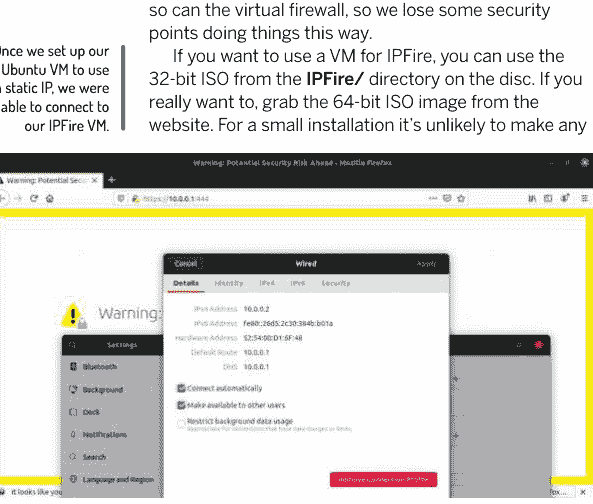 so can the virtual firewall, so we lose some security
points doing things this way.
If you want to use a VM for IPFire, you can use the
32-bit ISO from the IPFire/ directory on the disc. If you
really want to, grab the 64-bit ISO image from the
website. For a small installation it's unlikely to make any
Once we set up our
Ubuntu VM to use
static IP, we were
able to connect to
our IPFire VM.
Warning: Potential Security Risk Ahead - Mozilla Firefox
Warning: Potential Sec
https://10.0.0.1:444
Warning:
Cancel Wired Apply
Details Identity IPv4 IPv6 Security
IPv4 Address 10.0.0.2
IPv6 Address fe80::26d5:2c30:384b:b01a
Hardware Address 52:54:00:D1:6F:48
Default Route 10.0.0.1
DNS 10.0.0.1
Connect automatically
Make available to other users
Restrict background data usage
Settings
Bluetooth
Background
Dock
Notifications
Search
Language and Region
It looks like you